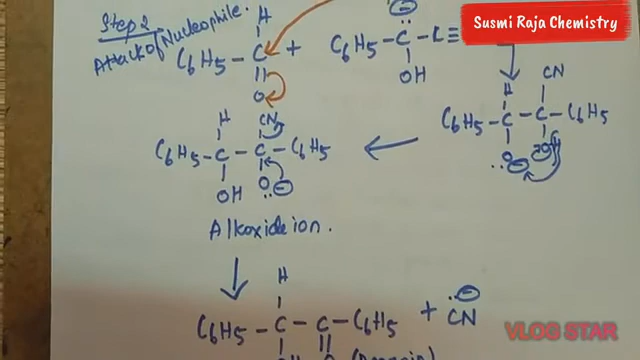 Susmi Raja Chemistry
Step 2
Attack of Nucleophile.
H
C6H5 - C + C6H5 - C - C≡
O OH
CN
H
C6H5 - C - C - C6H5
O OH
H CN
C6H5 - C - C - C6H5
OH O
Alkoxide ion.
H
C6H5 - C - C - C6H5 + CN
VLOG STAR